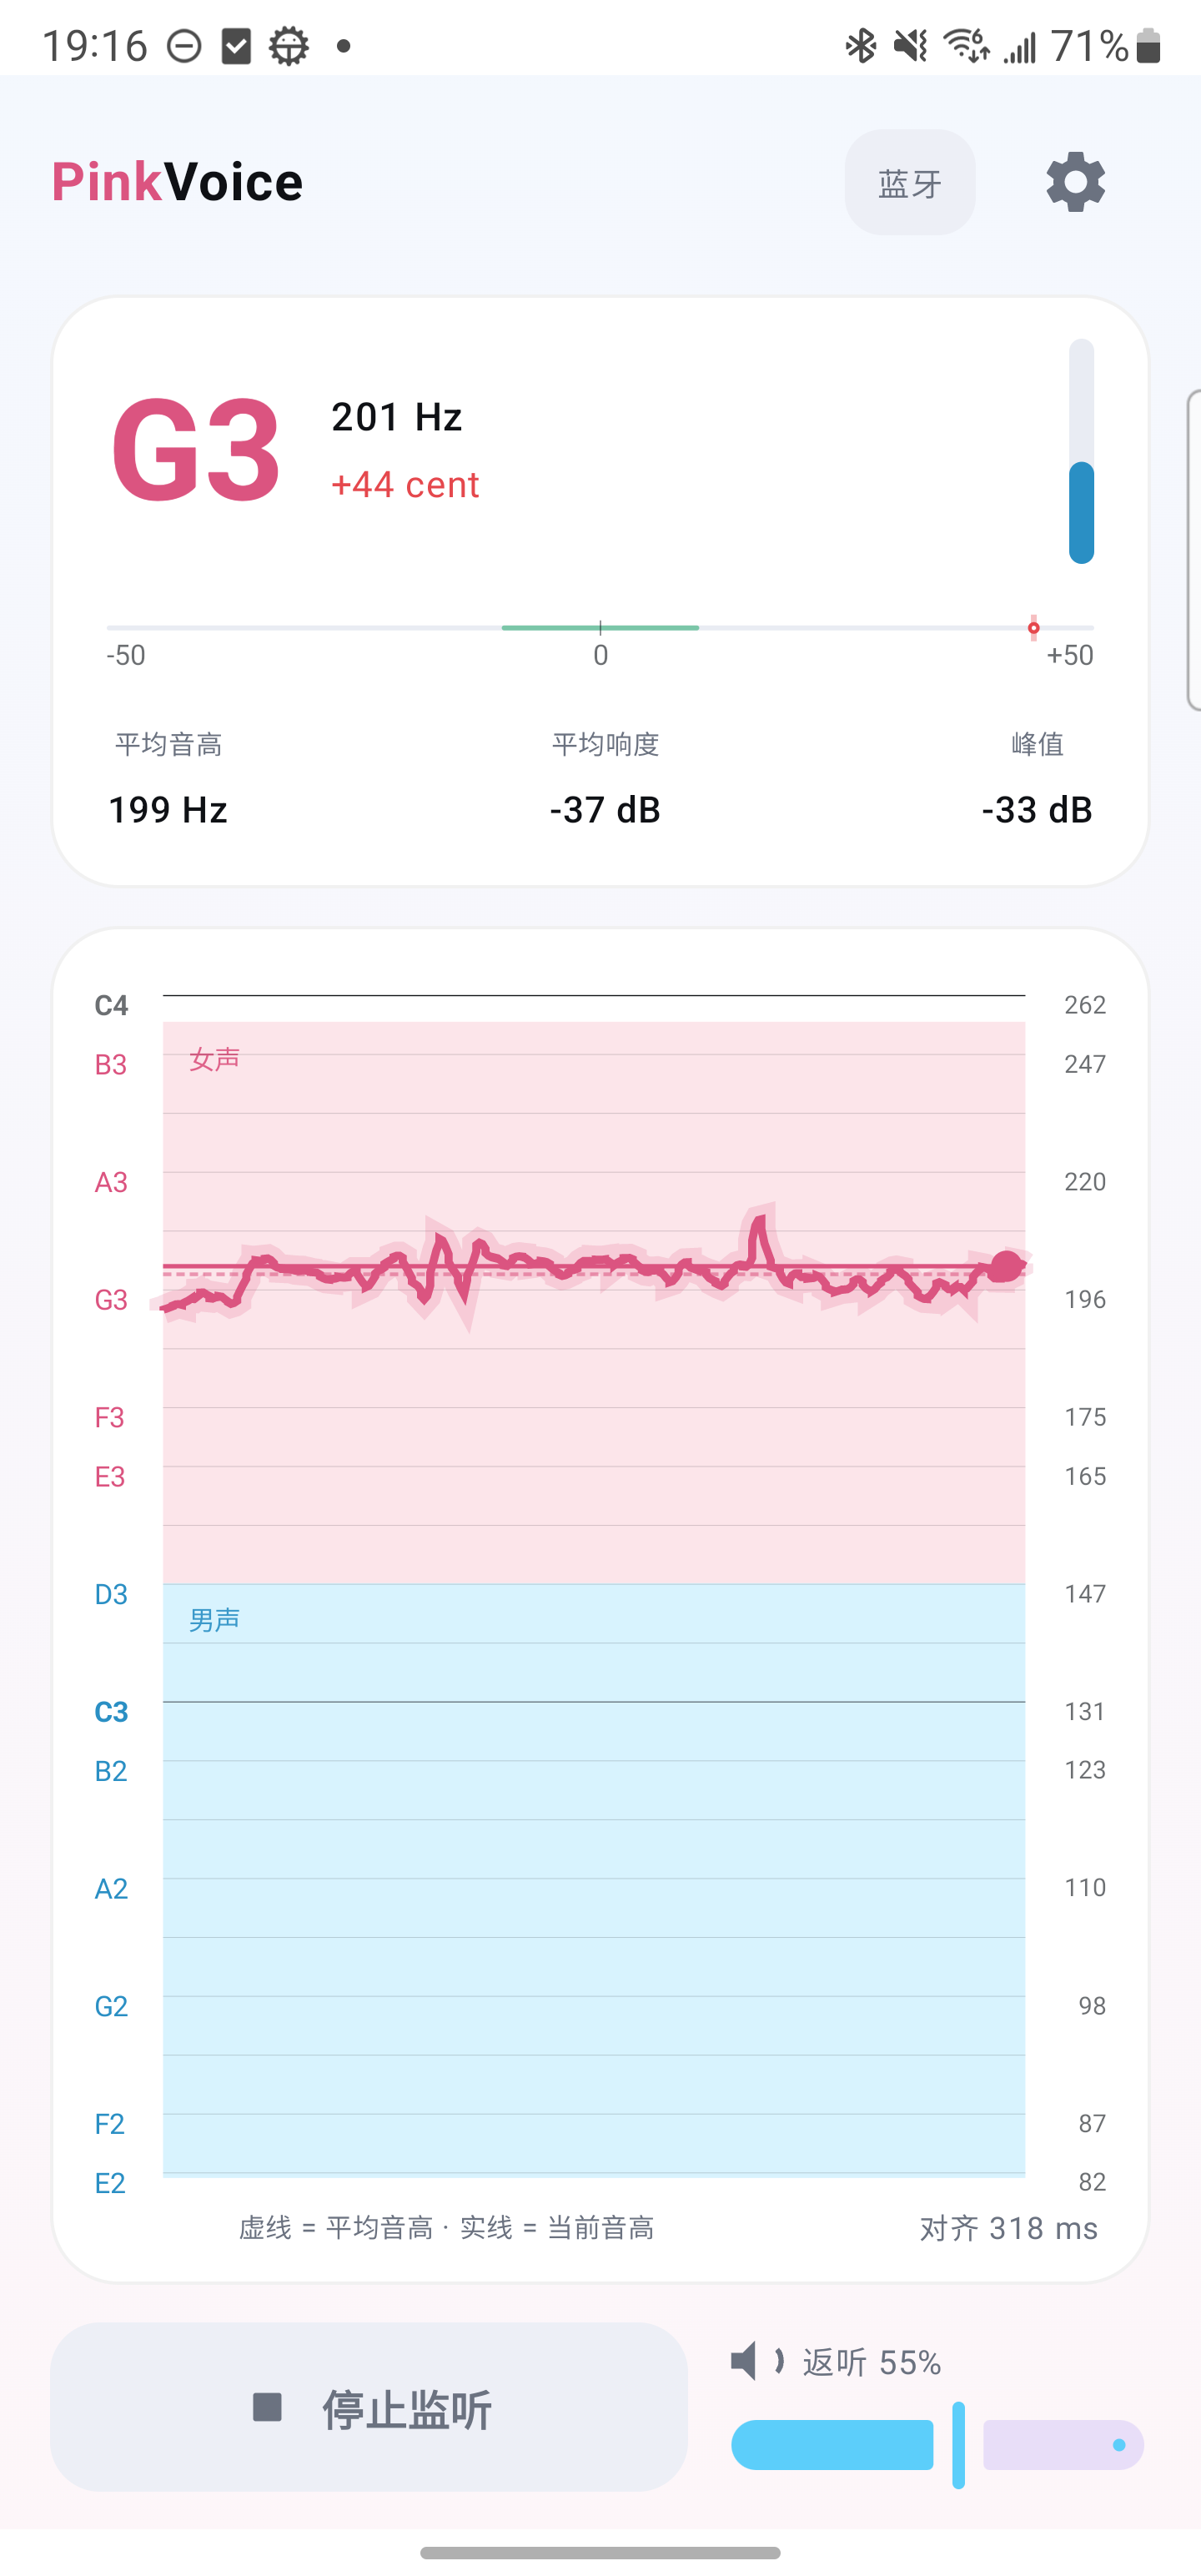 19:16 71%
PinkVoice 蓝牙
G3 201 Hz
+44 cent
-50 0 +50
平均音高 平均响度 峰值
199 Hz -37 dB -33 dB
C4 262
B3 女声 247
A3 220
G3 196
F3 175
E3 165
D3 147
男声
C3 131
B2 123
A2 110
G2 98
F2 87
E2 82
虚线 = 平均音高 · 实线 = 当前音高 对齐 318 ms
返听 55%
停止监听